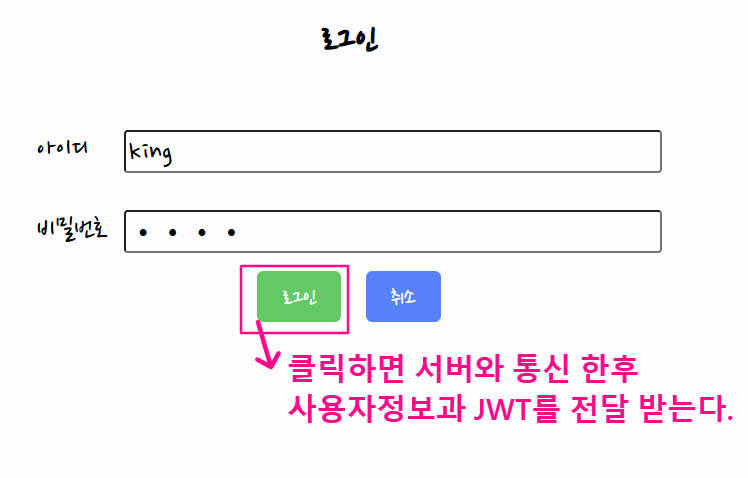 로그인
아이디 king
비밀번호 • • • •
로그인 취소
클릭하면 서버와 통신 한후
사용자정보과 JWT를 전달 받는다.